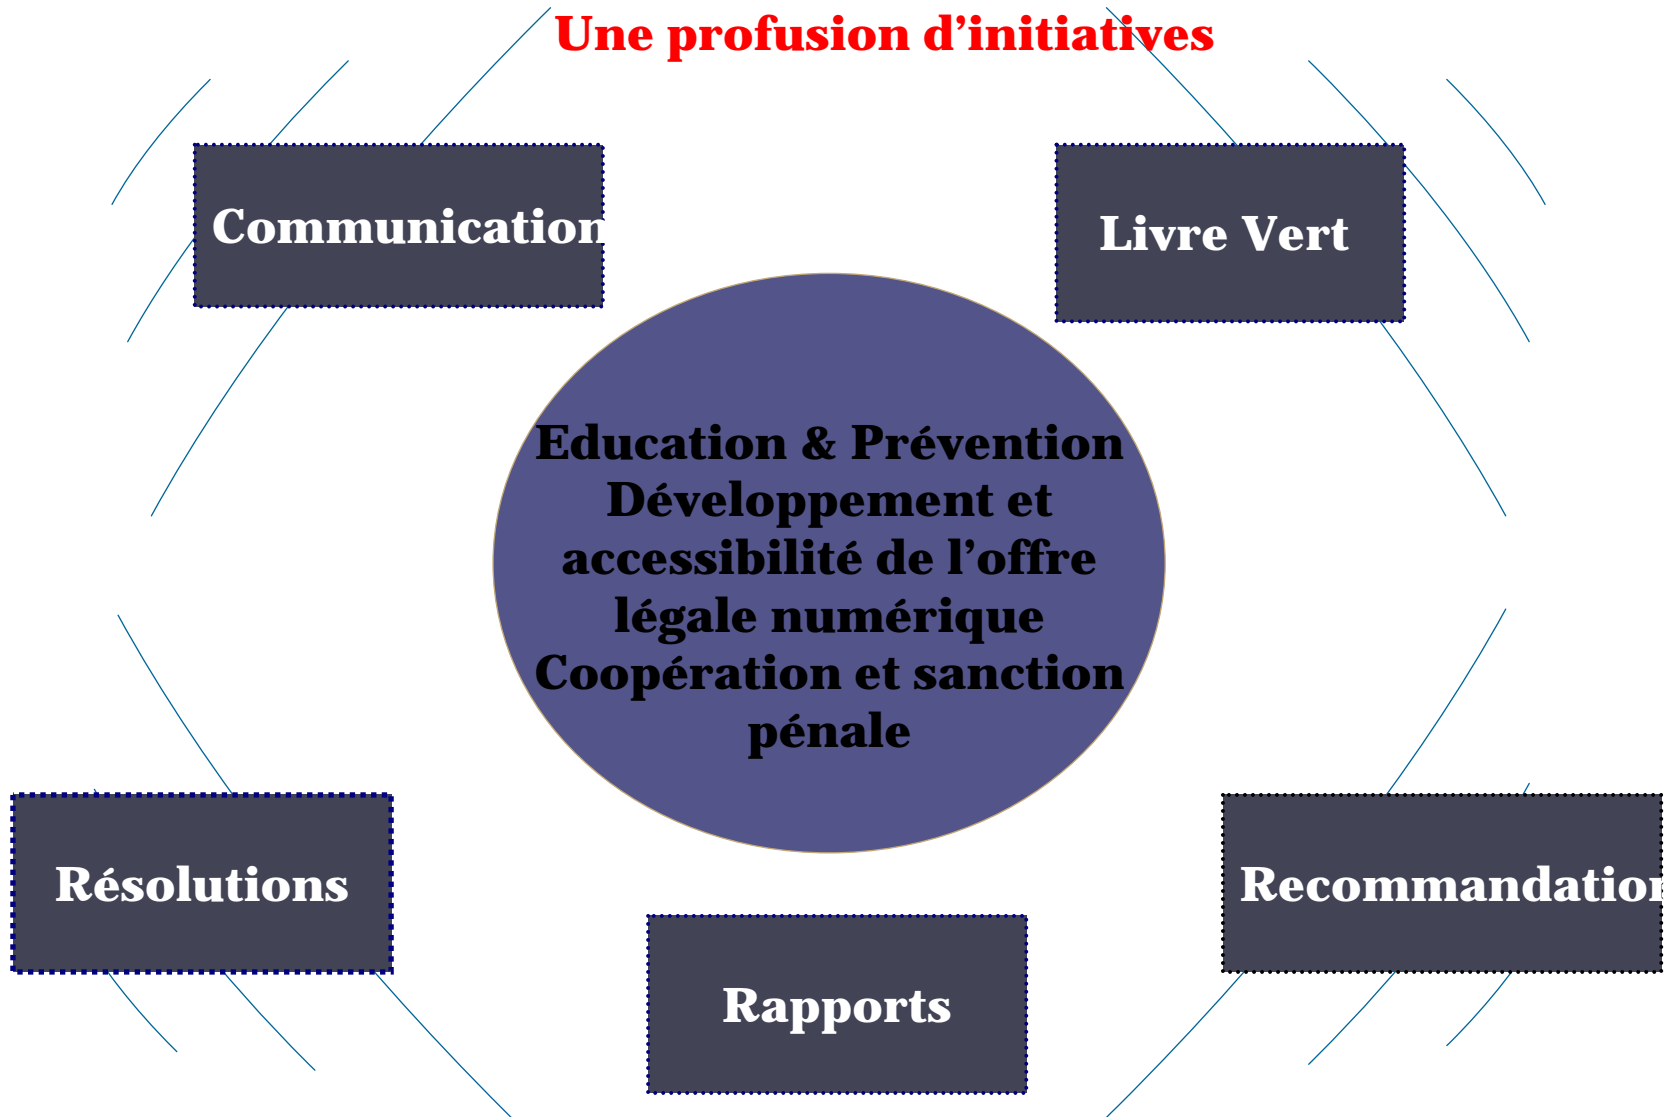 Une profusion d’initiatives
Communication
Livre Vert
Education & Prévention
Développement et
accessibilité de l’offre
légale numérique
Coopération et sanction
pénale
Résolutions
Recommandation
Rapports